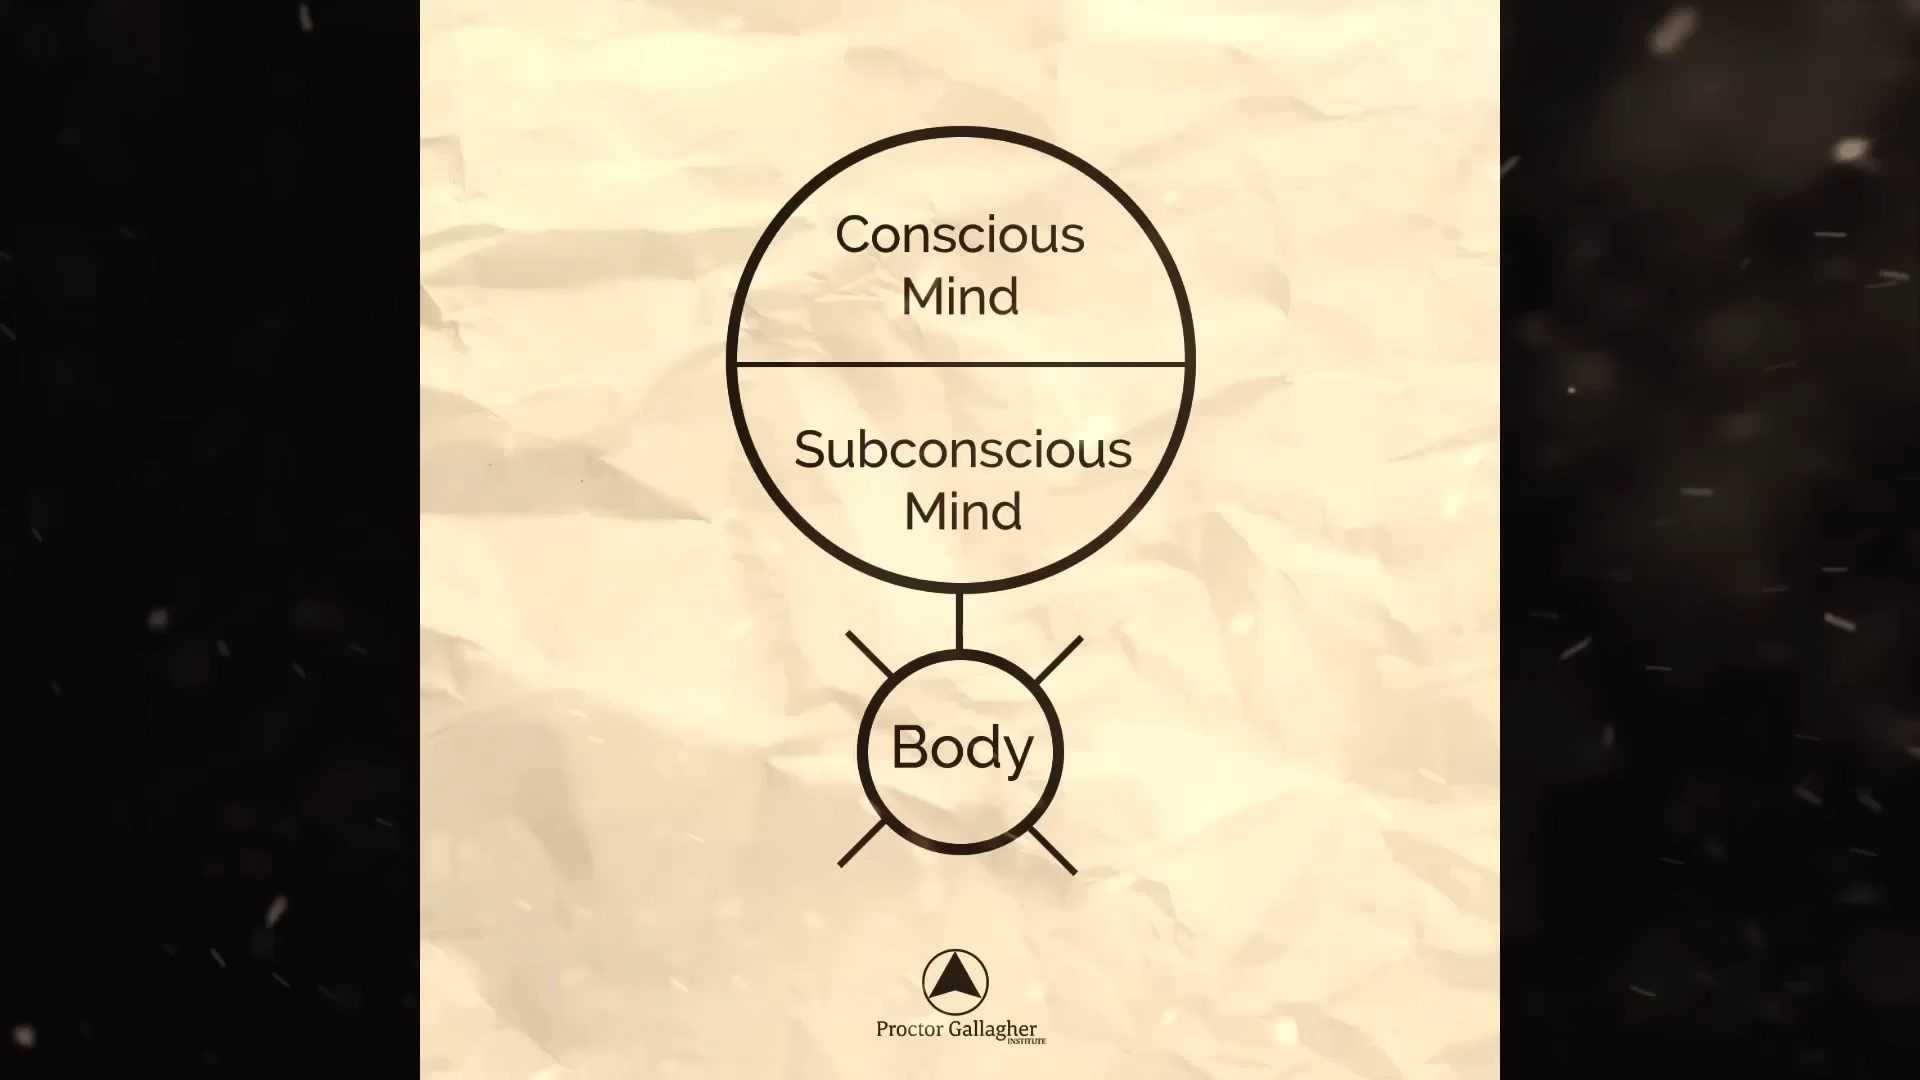 Conscious
Mind
Subconscious
Mind
Body
Proctor Gallagher
INSTITUTE